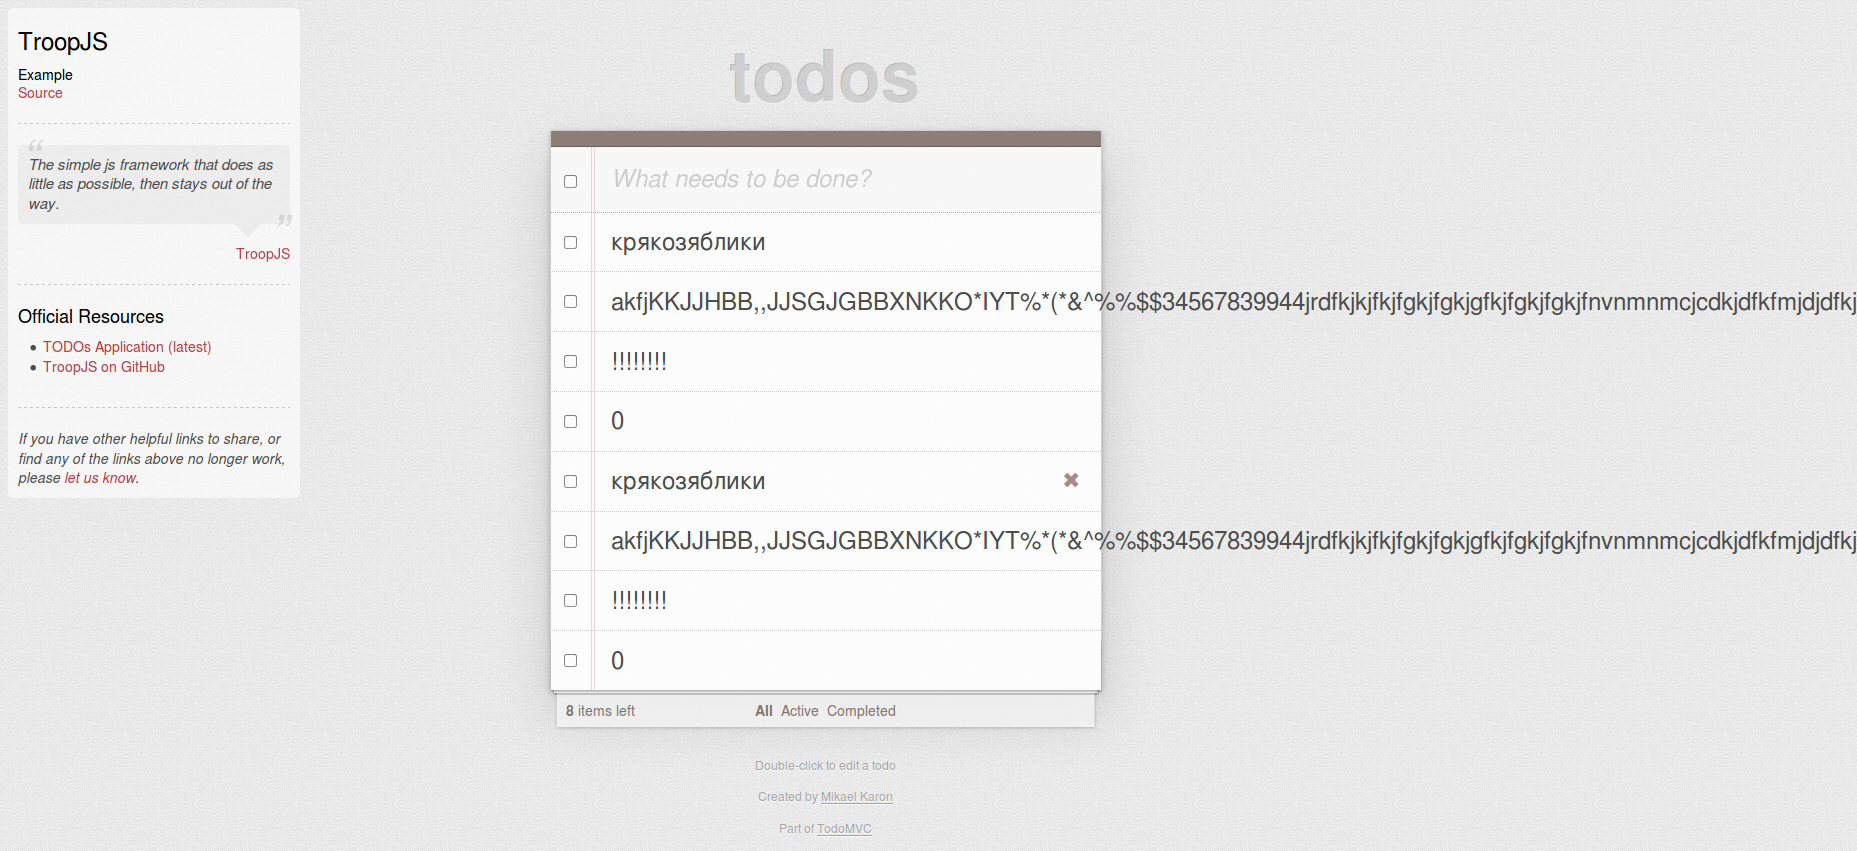 TroopJS
Example
Source
“
The simple js framework that does as
little as possible, then stays out of the
way.
”
TroopJS
Official Resources
TODOs Application (latest)
TroopJS on GitHub
If you have other helpful links to share, or
find any of the links above no longer work,
please let us know.
todos
What needs to be done?
крякозяблики
akfjKKJJHBB,,JJSGJGBBXNKKO*IYT%*(*&^%%$$34567839944jrdfkjkjfkjfgkjfgkjgfkjfgkjfgkjfnvnmnmcjcdkjdfkfmjdjdfkj
!!!!!!!!
0
крякозяблики ✖
akfjKKJJHBB,,JJSGJGBBXNKKO*IYT%*(*&^%%$$34567839944jrdfkjkjfkjfgkjfgkjgfkjfgkjfgkjfnvnmnmcjcdkjdfkfmjdjdfkj
!!!!!!!!
0
8 items left All Active Completed
Double-click to edit a todo
Created by Mikael Karon
Part of TodoMVC